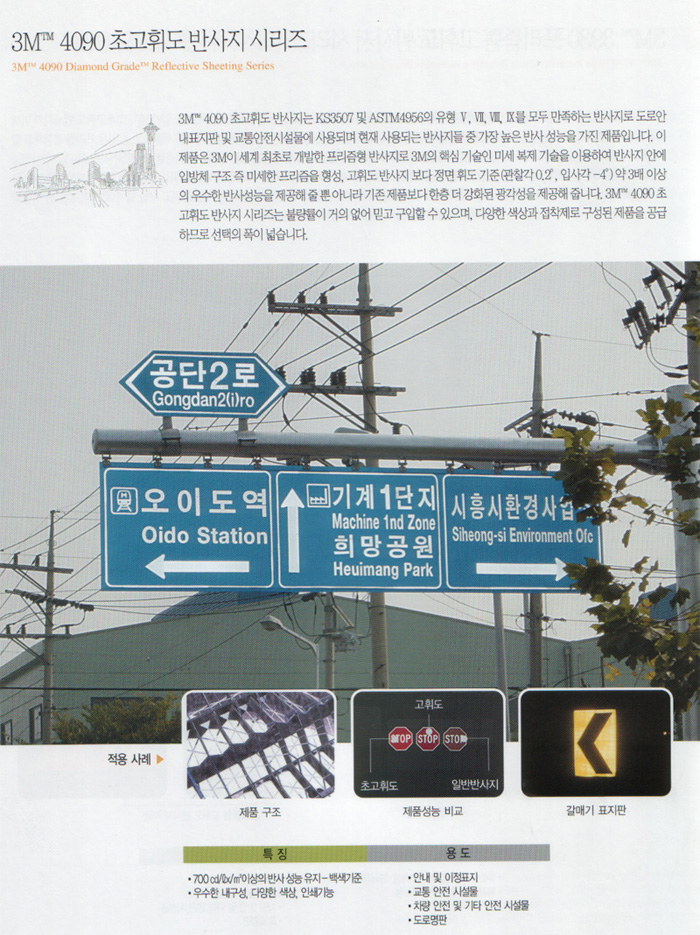 3M™ 4090 초고휘도 반사지 시리즈
3M™ 4090 Diamond Grade™ Reflective Sheeting Series
3M™ 4090 초고휘도 반사지는 KS3507 및 ASTM4956의 유형 Ⅴ, Ⅶ, Ⅷ, Ⅸ를 모두 만족하는 반사지로 도로안
내표지판 및 교통안전시설물에 사용되며 현재 사용되는 반사지들 중 가장 높은 반사 성능을 가진 제품입니다. 이
제품은 3M이 세계 최초로 개발한 프리즘형 반사지로 3M의 핵심 기술인 미세 복제 기술을 이용하여 반사지 안에
입방체 구조 즉 미세한 프리즘을 형성, 고휘도 반사지 보다 정면 휘도 기준(관찰각 0.2°, 입사각 -4°) 약 3배 이상
의 우수한 반사성능을 제공해 줄 뿐 아니라 기존 제품보다 한층 더 강화된 광각성을 제공해 줍니다. 3M™ 4090 초
고휘도 반사지 시리즈는 불량률이 거의 없어 믿고 구입할 수 있으며, 다양한 색상과 접착제로 구성된 제품을 공급
하므로 선택의 폭이 넓습니다.
공단2로
Gongdan2(i)ro
오이도역
Oido Station
기계1단지
Machine 1nd Zone
희망공원
Heuimang Park
시흥시환경사업
Siheong-si Environment Ofc
적용 사례
고휘도
STOP STOP STOP
초고휘도 일반반사지
제품 구조
제품성능 비교
갈매기 표지판
특징
• 700 cd/lx/㎡이상의 반사 성능 유지 - 백색기준
• 우수한 내구성, 다양한 색상, 인쇄기능
용도
• 안내 및 이정표지
• 교통 안전 시설물
• 차량 안전 및 기타 안전 시설물
• 도로명판